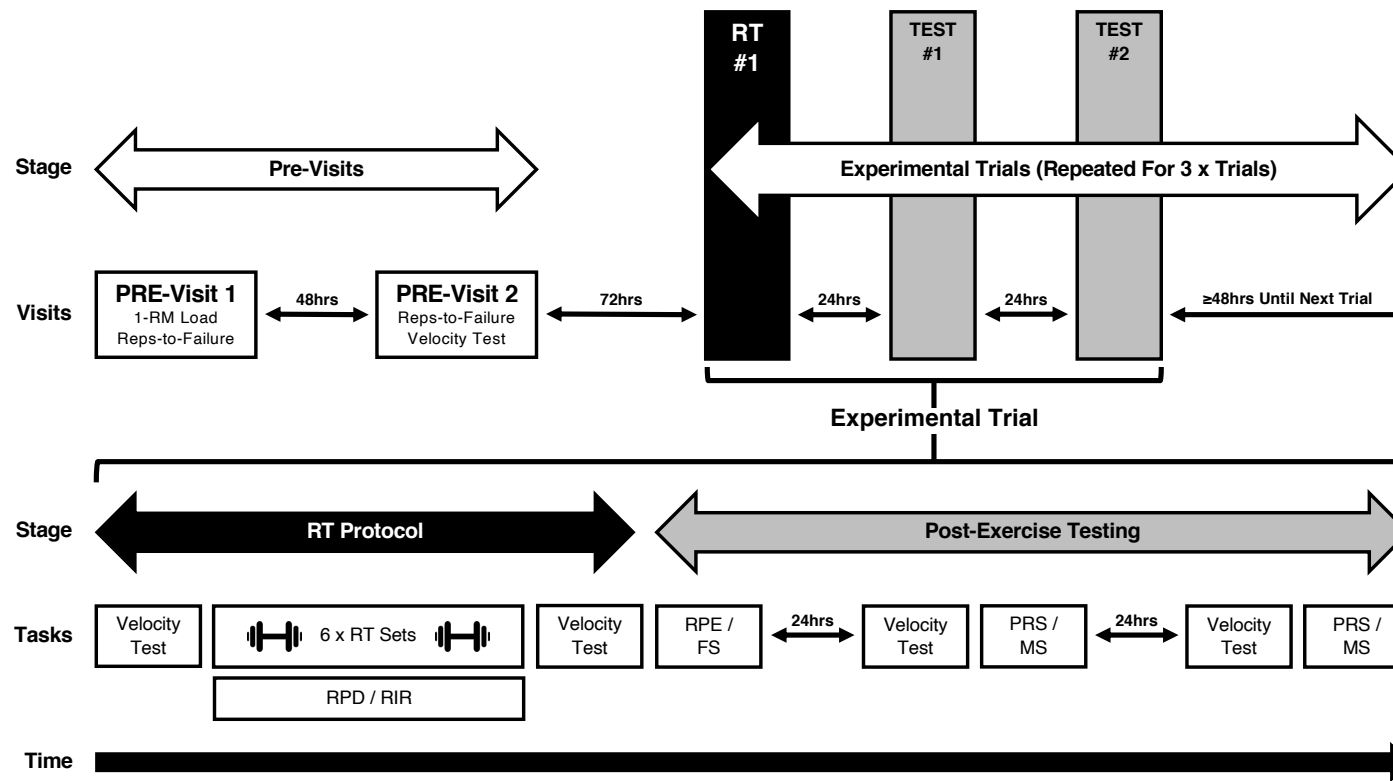 RT
#1
TEST
#1
TEST
#2
Stage
Pre-Visits
Experimental Trials (Repeated For 3 x Trials)
Visits
PRE-Visit 1
1-RM Load
Reps-to-Failure
48hrs
PRE-Visit 2
Reps-to-Failure
Velocity Test
72hrs
24hrs
24hrs
≥48hrs Until Next Trial
Experimental Trial
Stage
RT Protocol
Post-Exercise Testing
Tasks
Velocity
Test
6 x RT Sets
Velocity
Test
RPE /
FS
24hrs
Velocity
Test
PRS /
MS
24hrs
Velocity
Test
PRS /
MS
RPD / RIR
Time